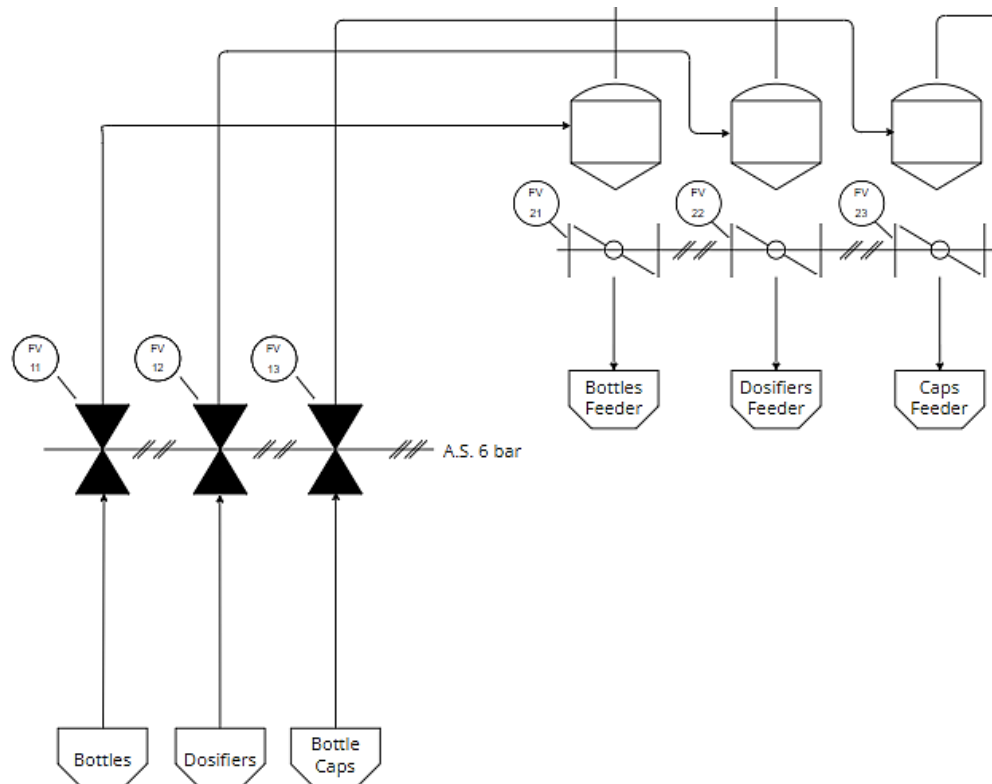 FV
21
FV
22
FV
23
FV
11
FV
12
FV
13
Bottles
Feeder
Dosifiers
Feeder
Caps
Feeder
A.S. 6 bar
Bottles
Dosifiers
Bottle
Caps